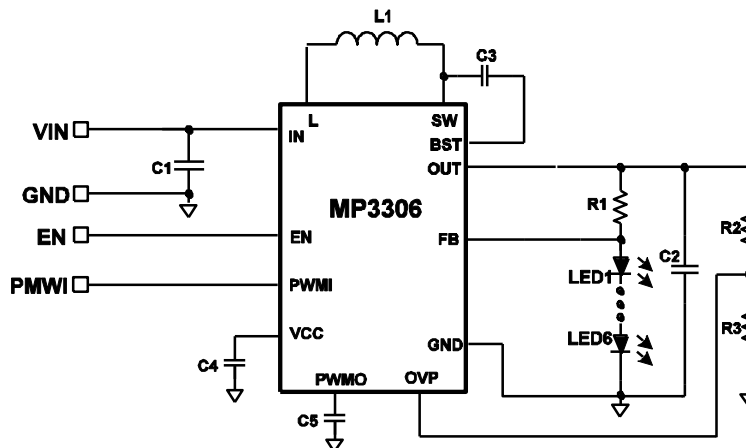 L1
C3
VIN
L
SW
IN
BST
C1
OUT
GND
MP3306
R1
R2
EN
EN
FB
C2
PMWI
PWMI
LED1
VCC
GND
LED6
R3
C4
PWMO
OVP
C5